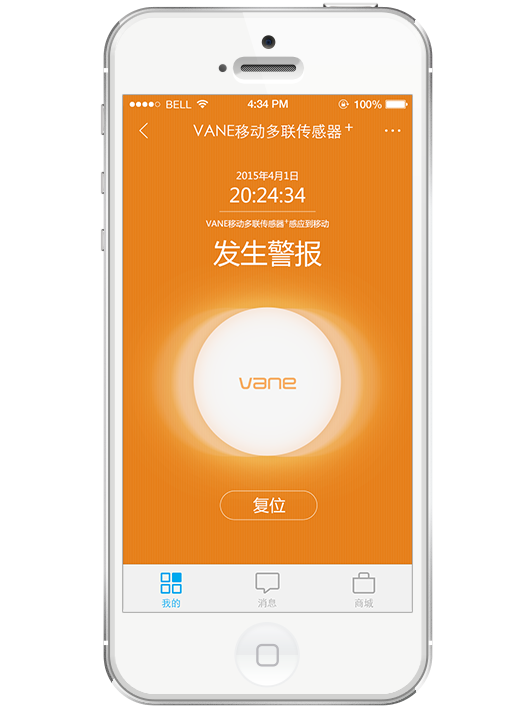 BELL 4:34 PM 100%
VANE移动多联传感器+
2015年4月1日
20:24:34
VANE移动多联传感器+感应到移动
发生警报
vane
复位
我的 消息 商城